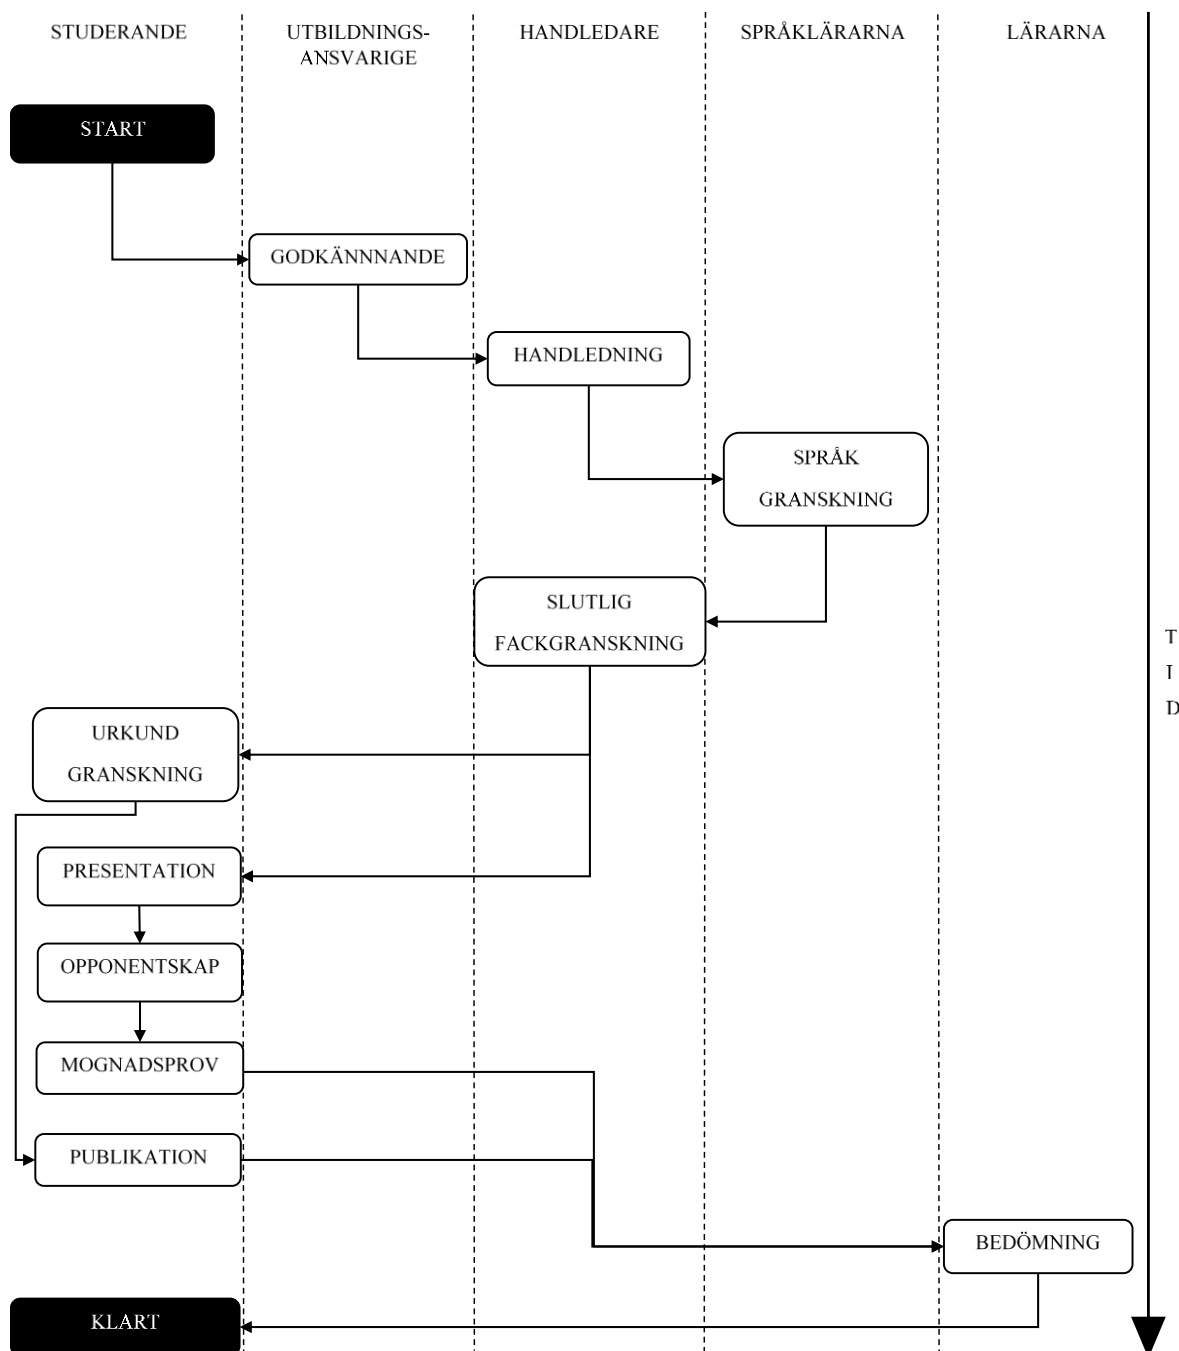 STUDERANDE
UTBILDNINGS-
ANSVARIGE
HANDLEDARE
SPRÅKLÄRARNA
LÄRARNA
START
GODKÄNNNANDE
HANDLEDNING
SPRÅK
GRANSKNING
SLUTLIG
FACKGRANSKNING
T
I
D
URKUND
GRANSKNING
PRESENTATION
OPPONENTSKAP
MOGNADSPROV
PUBLIKATION
BEDÖMNING
KLART